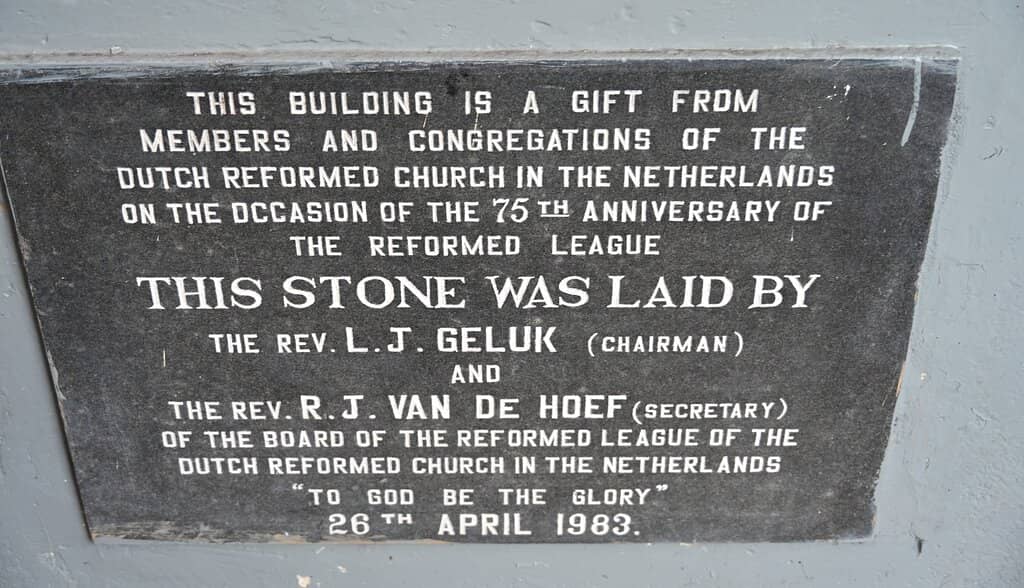 THIS BUILDING IS A GIFT FROM
MEMBERS AND CONGREGATIONS OF THE
DUTCH REFORMED CHURCH IN THE NETHERLANDS
ON THE OCCASION OF THE 75TH ANNIVERSARY OF
THE REFORMED LEAGUE
THIS STONE WAS LAID BY
THE REV. L.J. GELUK (CHAIRMAN)
AND
THE REV. R.J. VAN DE HOEF (SECRETARY)
OF THE BOARD OF THE REFORMED LEAGUE OF THE
DUTCH REFORMED CHURCH IN THE NETHERLANDS
"TO GOD BE THE GLORY"
26TH APRIL 1983.